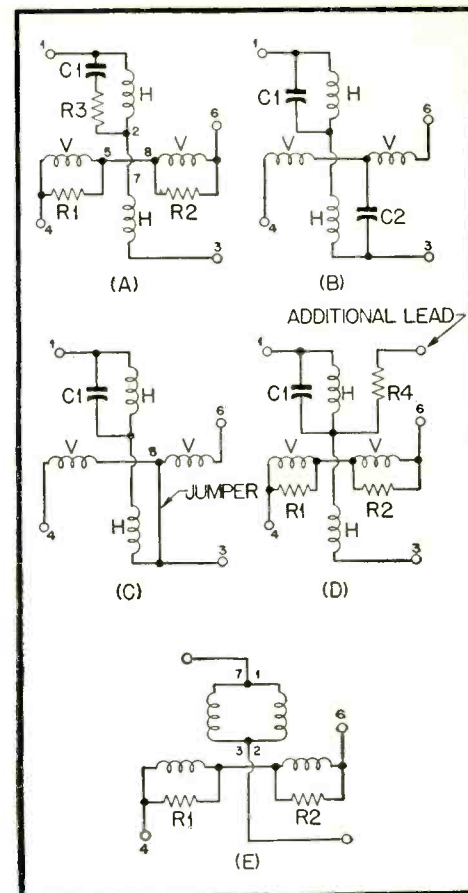 1
C1
H
R3
2
6
V
5
8
V
7
R1
R2
H
4
3
(A)
1
C1
H
6
V
V
H
C2
4
3
(B)
ADDITIONAL LEAD
1
C1
H
6
V
8
V
JUMPER
H
4
3
(C)
1
C1
H
R4
6
V
V
R1
R2
4
H
3
(D)
7
1
3
2
6
R1
R2
4
(E)